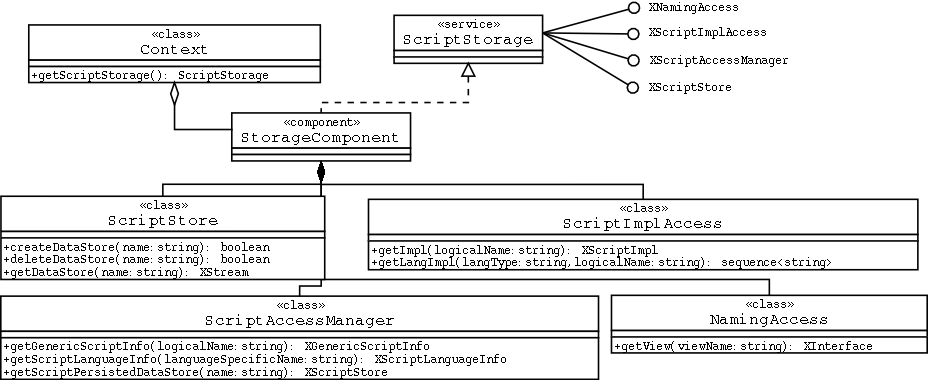 «class»
Context
+getScriptStorage(): ScriptStorage
«service»
ScriptStorage
XNamingAccess
XScriptImplAccess
XScriptAccessManager
XScriptStore
«component»
StorageComponent
«class»
ScriptStore
+createDataStore(name: string): boolean
+deleteDataStore(name: string): boolean
+getDataStore(name: string): XStream
«class»
ScriptImplAccess
+getImpl(logicalName: string): XScriptImpl
+getLangImpl(langType: string, logicalName: string): sequence<string>
«class»
ScriptAccessManager
+getGenericScriptInfo(logicalName: string): XGenericScriptInfo
+getScriptLanguageInfo(languageSpecificName: string): XScriptLanguageInfo
+getScriptPersistedDataStore(name: string): XScriptStore
«class»
NamingAccess
+getView(viewName: string): XInterface